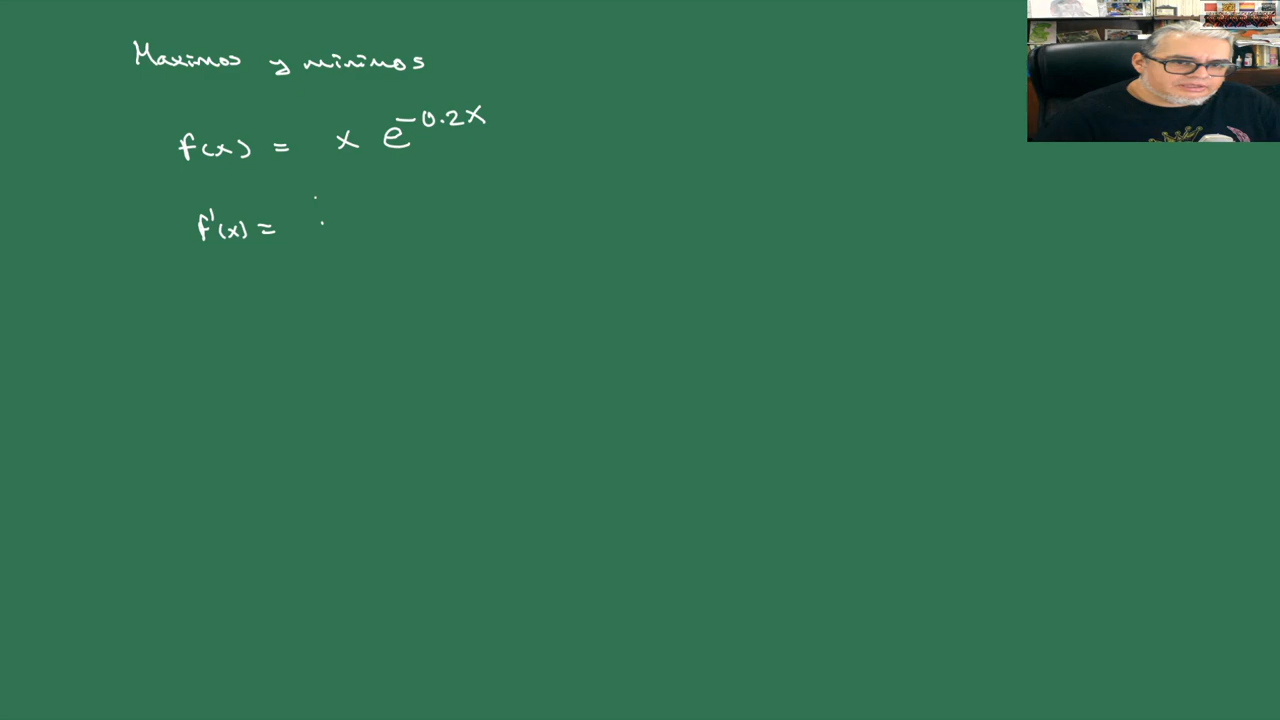 Maximos y minimos
f(x) = x e^{-0.2x}
f'(x) =